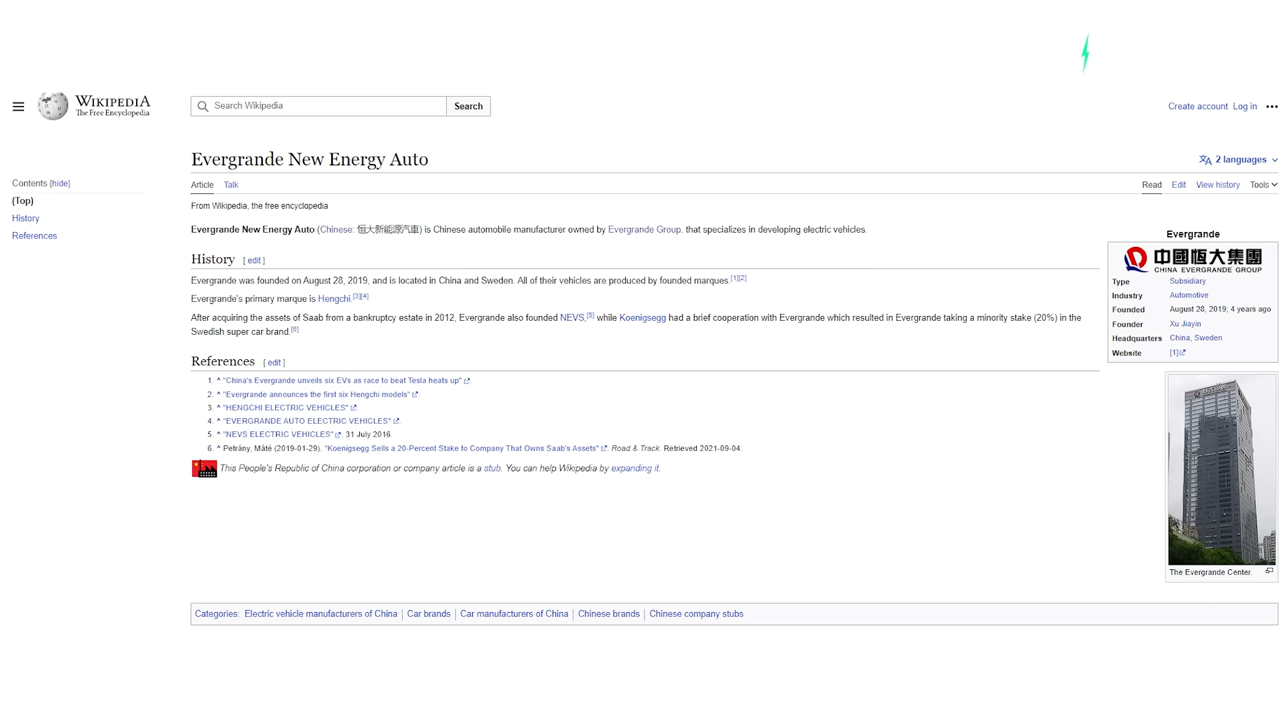 WIKIPEDIA
The Free Encyclopedia
Search Wikipedia
Search
Create account Log in
Evergrande New Energy Auto
2 languages
Contents [hide]
(Top)
History
References
Article Talk
Read Edit View history Tools
From Wikipedia, the free encyclopedia
Evergrande New Energy Auto (Chinese: 恒大新能源汽車) is Chinese automobile manufacturer owned by Evergrande Group. that specializes in developing electric vehicles.
History [ edit ]
Evergrande was founded on August 28, 2019, and is located in China and Sweden. All of their vehicles are produced by founded marques.[1][2]
Evergrande's primary marque is Hengchi.[3][4]
After acquiring the assets of Saab from a bankruptcy estate in 2012, Evergrande also founded NEVS,[5] while Koenigsegg had a brief cooperation with Evergrande which resulted in Evergrande taking a minority stake (20%) in the
Swedish super car brand.[6]
References [ edit ]
1. ^ "China's Evergrande unveils six EVs as race to beat Tesla heats up".
2. ^ "Evergrande announces the first six Hengchi models".
3. ^ "HENGCHI ELECTRIC VEHICLES".
4. ^ "EVERGRANDE AUTO ELECTRIC VEHICLES".
5. ^ "NEVS ELECTRIC VEHICLES". 31 July 2016.
6. ^ Petrány, Máté (2019-01-29). "Koenigsegg Sells a 20-Percent Stake to Company That Owns Saab's Assets". Road & Track. Retrieved 2021-09-04.
This People's Republic of China corporation or company article is a stub. You can help Wikipedia by expanding it.
Evergrande
中國恆大集團
CHINA EVERGRANDE GROUP
Type Subsidiary
Industry Automotive
Founded August 28, 2019; 4 years ago
Founder Xu Jiayin
Headquarters China, Sweden
Website [1]
The Evergrande Center.
Categories: Electric vehicle manufacturers of China | Car brands | Car manufacturers of China | Chinese brands | Chinese company stubs